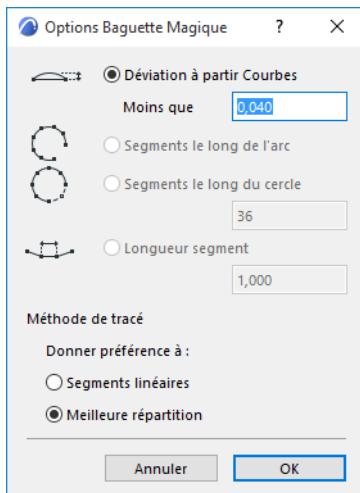 Options Baguette Magique ?
Déviation à partir Courbes
Moins que 0,040
Segments le long de l'arc
Segments le long du cercle
36
Longueur segment
1,000
Méthode de tracé
Donner préférence à :
Segments linéaires
Meilleure répartition
Annuler OK